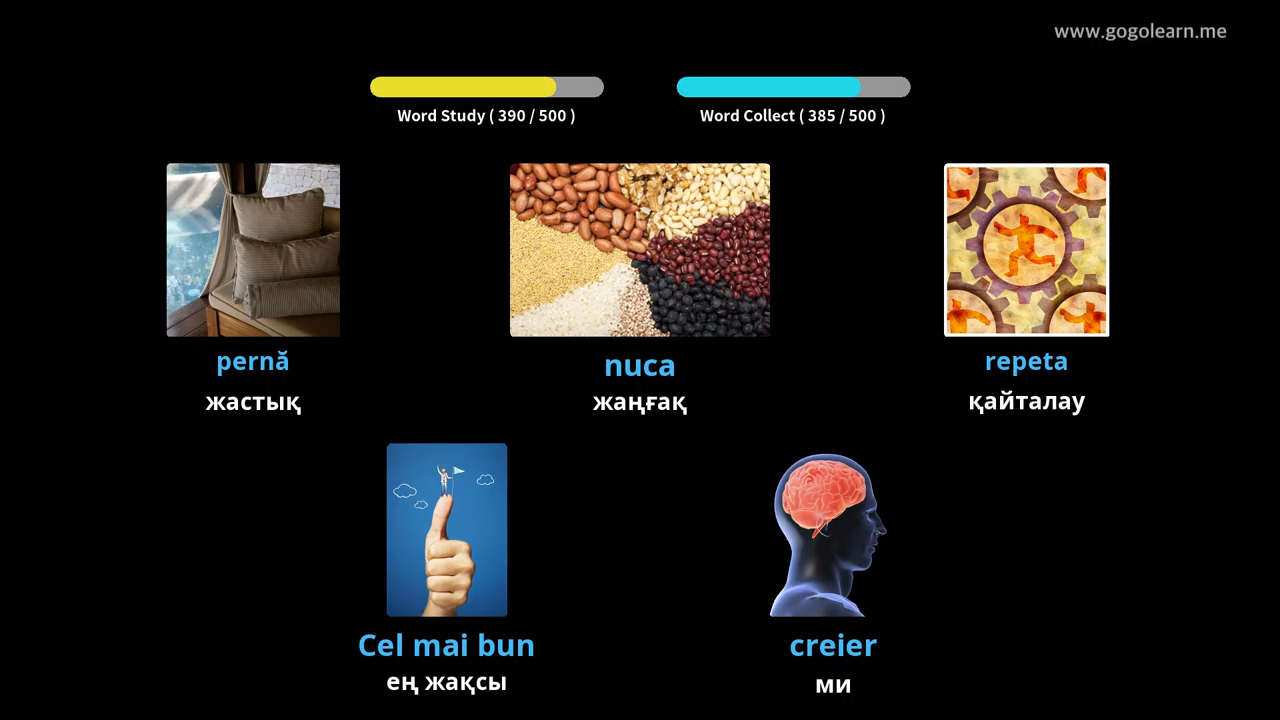 www.gogolearn.me
Word Study ( 390 / 500 )
Word Collect ( 385 / 500 )
pernă
nuca
repeta
жастық
жаңғақ
қайталау
Cel mai bun
creier
ең жақсы
ми